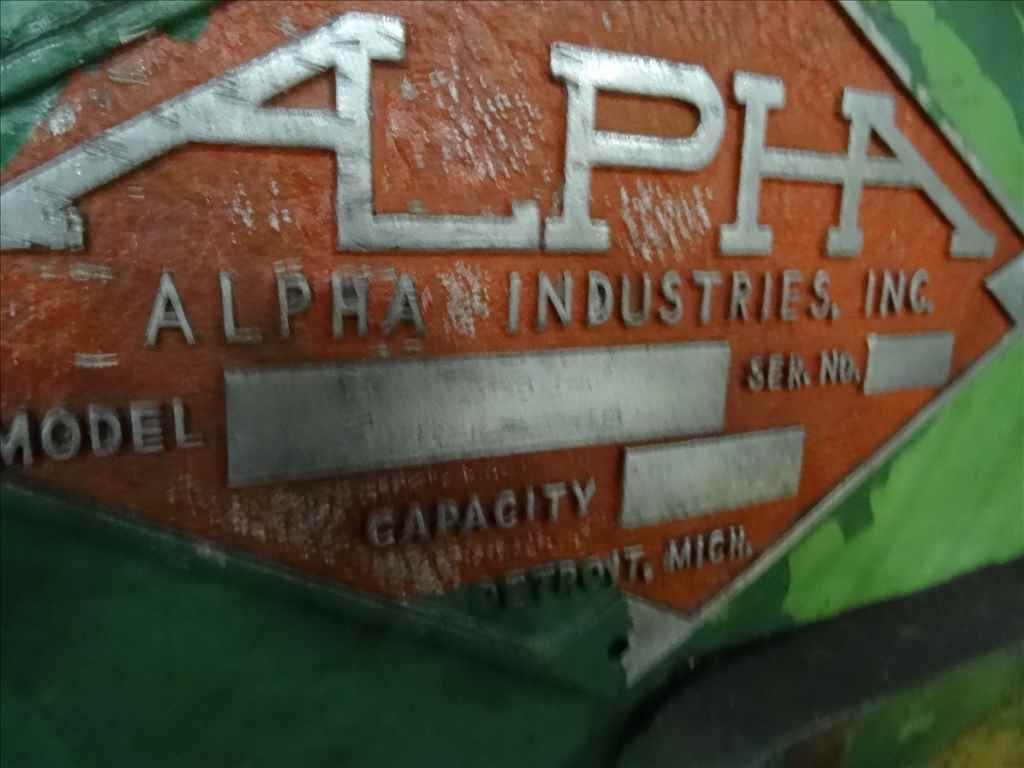 ALPHA
ALPHA INDUSTRIES, INC.
MODEL
SER. NO.
CAPACITY
DETROIT, MICH.